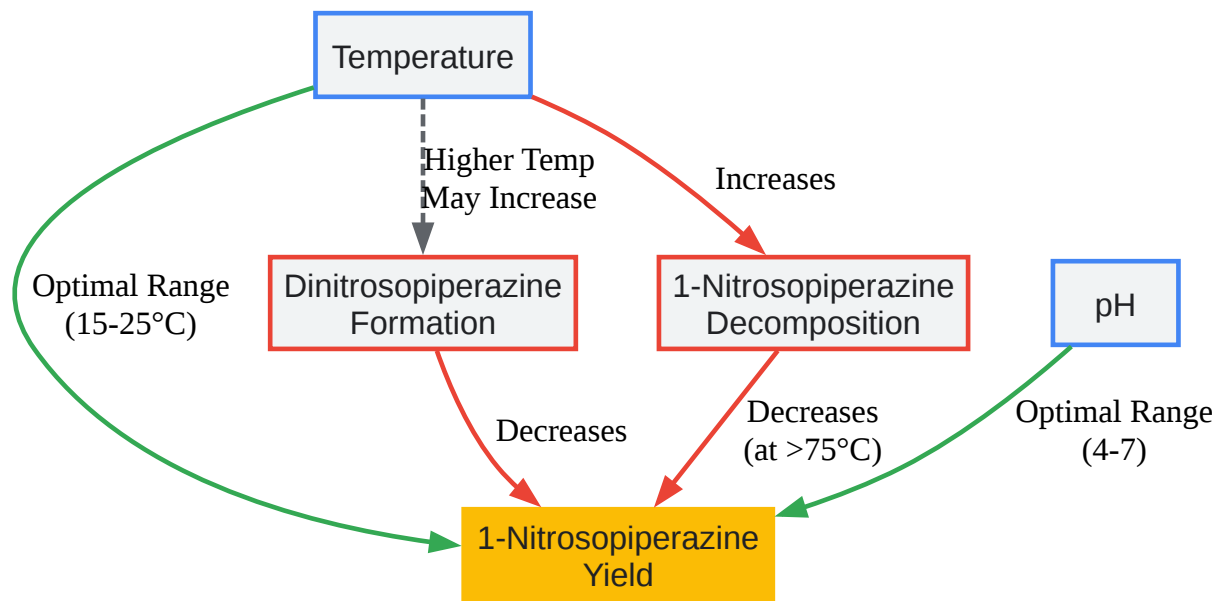 Temperature
Higher Temp
May Increase
Increases
Optimal Range
(15-25°C)
Dinitrosopiperazine
Formation
1-Nitrosopiperazine
Decomposition
pH
Decreases
Decreases
(at >75°C)
Optimal Range
(4-7)
1-Nitrosopiperazine
Yield